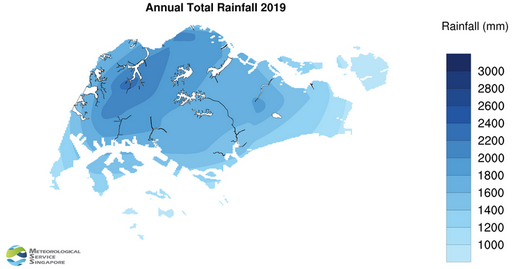 Annual Total Rainfall 2019
Rainfall (mm)
3000
2800
2600
2400
2200
2000
1800
1600
1400
1200
1000
METEOROLOGICAL
SERVICE
SINGAPORE